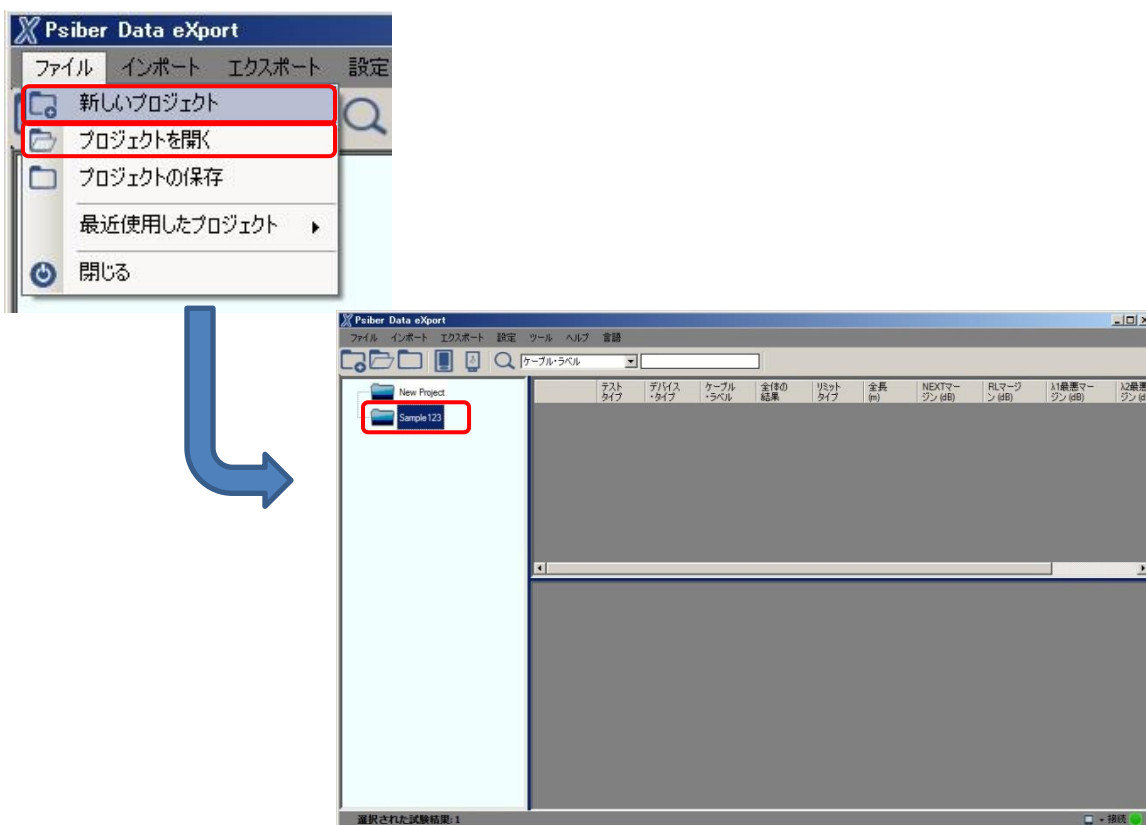 Psiber Data eXport
ファイル インポート エクスポート 設定
新しいプロジェクト
プロジェクトを開く
プロジェクトの保存
最近使用したプロジェクト
閉じる
Psiber Data eXport
ファイル インポート エクスポート 設定 ツール ヘルプ 言語
ケーブル・ラベル
New Project
Sample123
テスト デバイス ケーブル 全体の リミット 全長 NEXTマー RLマージ λ1最悪マー λ2最悪
タイプ ・タイプ ・ラベル 結果 タイプ (m) ジン (dB) ン (dB) ジン (dB) ジン (d
選択された試験結果: 1
- 接続